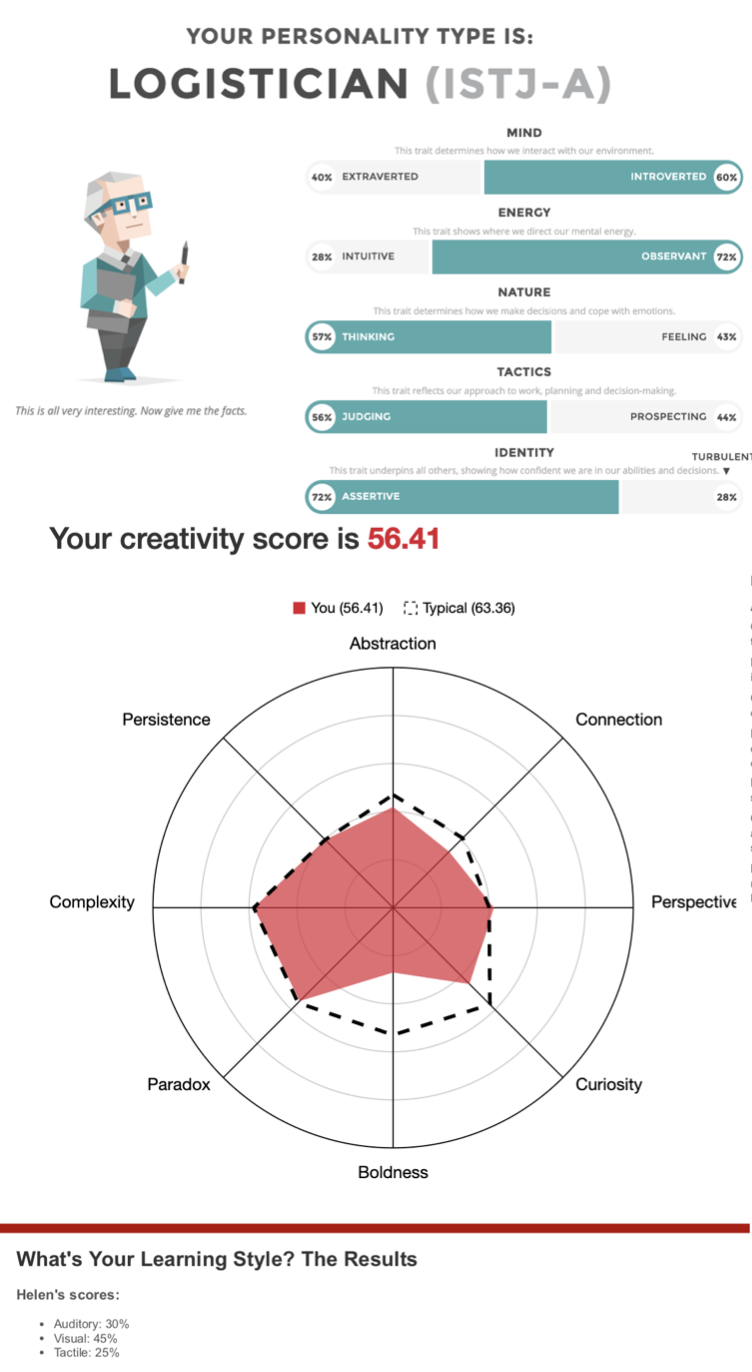 YOUR PERSONALITY TYPE IS:
LOGISTICIAN (ISTJ-A)
MIND
This trait determines how we interact with our environment.
40% EXTRAVERTED INTROVERTED 60%
ENERGY
This trait shows where we direct our mental energy.
28% INTUITIVE OBSERVANT 72%
NATURE
This trait determines how we make decisions and cope with emotions.
57% THINKING FEELING 43%
TACTICS
This trait reflects our approach to work, planning and decision-making.
56% JUDGING PROSPECTING 44%
This is all very interesting. Now give me the facts.
IDENTITY
TURBULENT
This trait underpins all others, showing how confident we are in our abilities and decisions. ▼
72% ASSERTIVE 28%
Your creativity score is 56.41
You (56.41) Typical (63.36)
Abstraction
Persistence Connection
Complexity Perspective
Paradox Curiosity
Boldness
What's Your Learning Style? The Results
Helen's scores:
• Auditory: 30%
• Visual: 45%
• Tactile: 25%